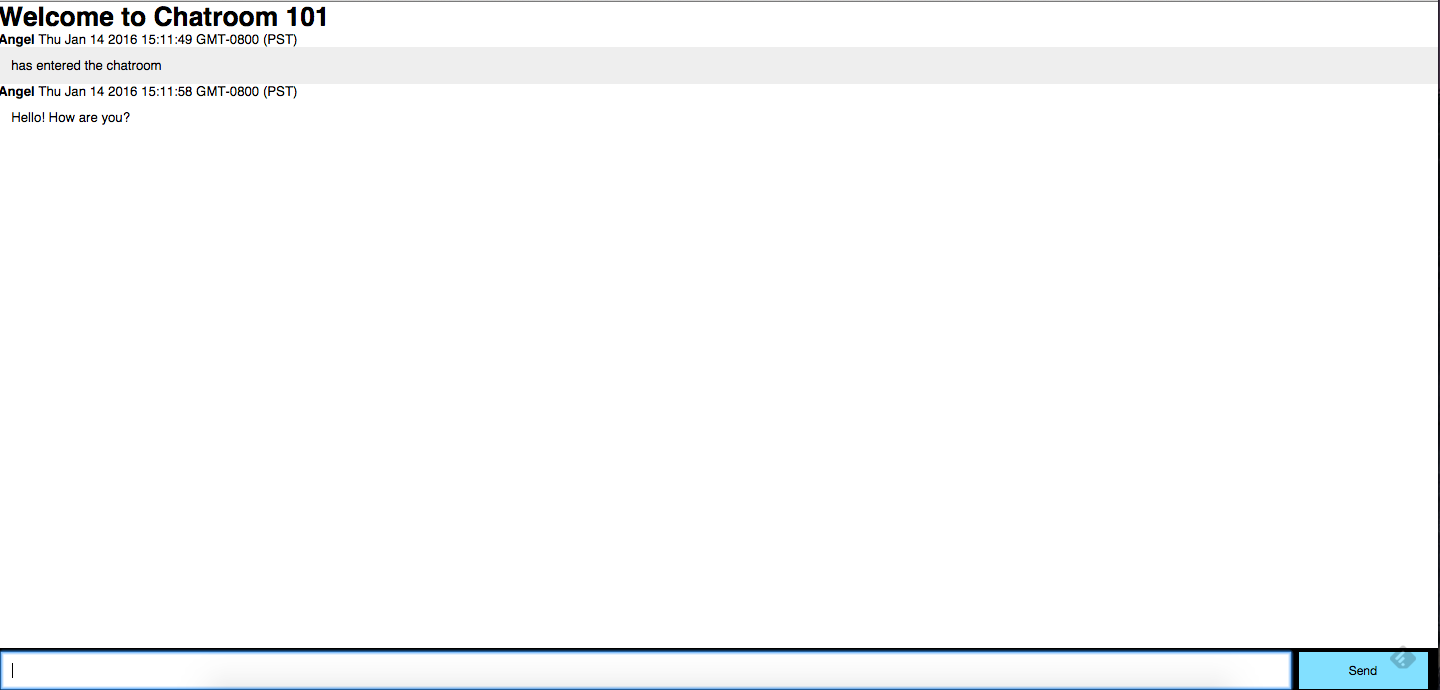 Welcome to Chatroom 101
Angel Thu Jan 14 2016 15:11:49 GMT-0800 (PST)
has entered the chatroom
Angel Thu Jan 14 2016 15:11:58 GMT-0800 (PST)
Hello! How are you?
Send